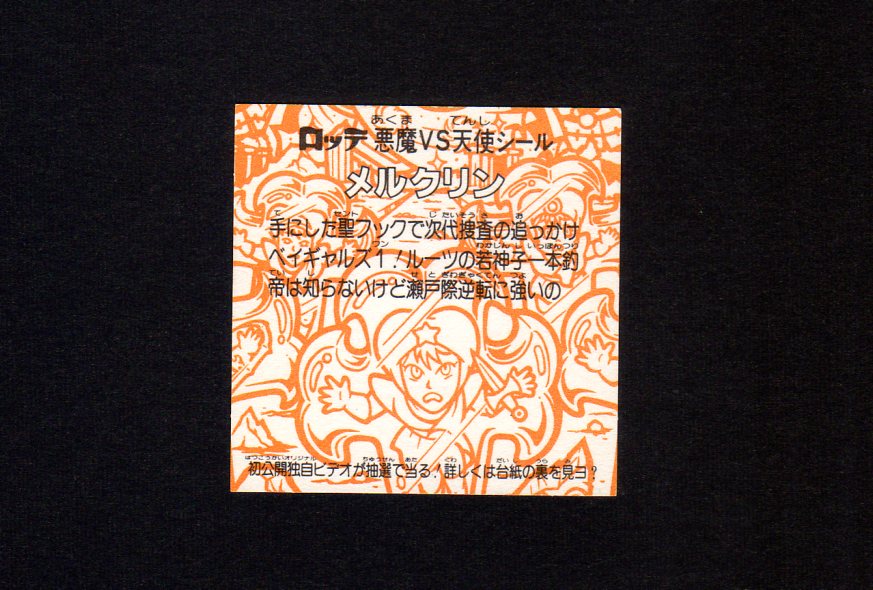 ロッテ 悪魔VS天使シール
メルクリン
手にした聖フックで次代捜査の追っかけ
ベイギャルズ1!ルーツの若神子一本釣
帝は知らないけど瀬戸際逆転に強いの
初公開独自ビデオが抽選で当る!詳しくは台紙の裏を見ヨ?